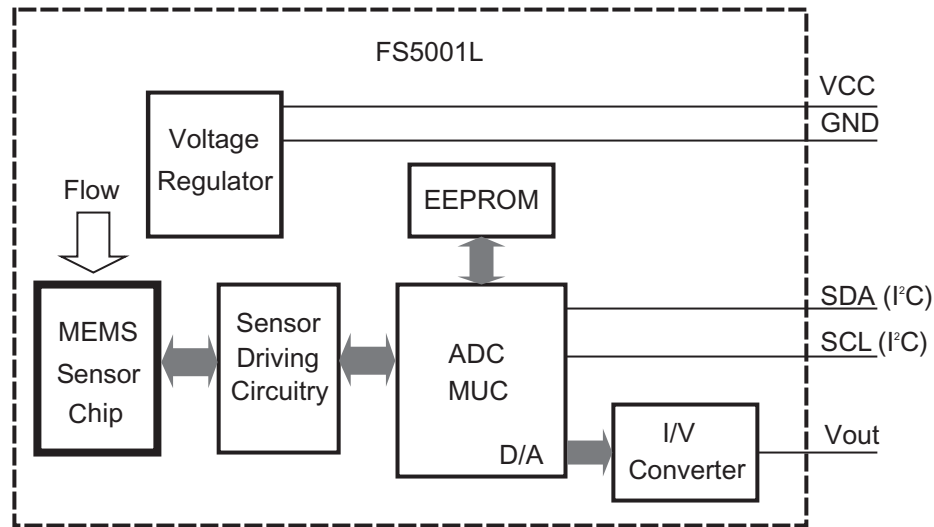 FS5001L
VCC
GND
Voltage
Regulator
Flow
EEPROM
MEMS
Sensor
Chip
Sensor
Driving
Circuitry
ADC
MUC
D/A
SDA (I²C)
SCL (I²C)
I/V
Converter
Vout